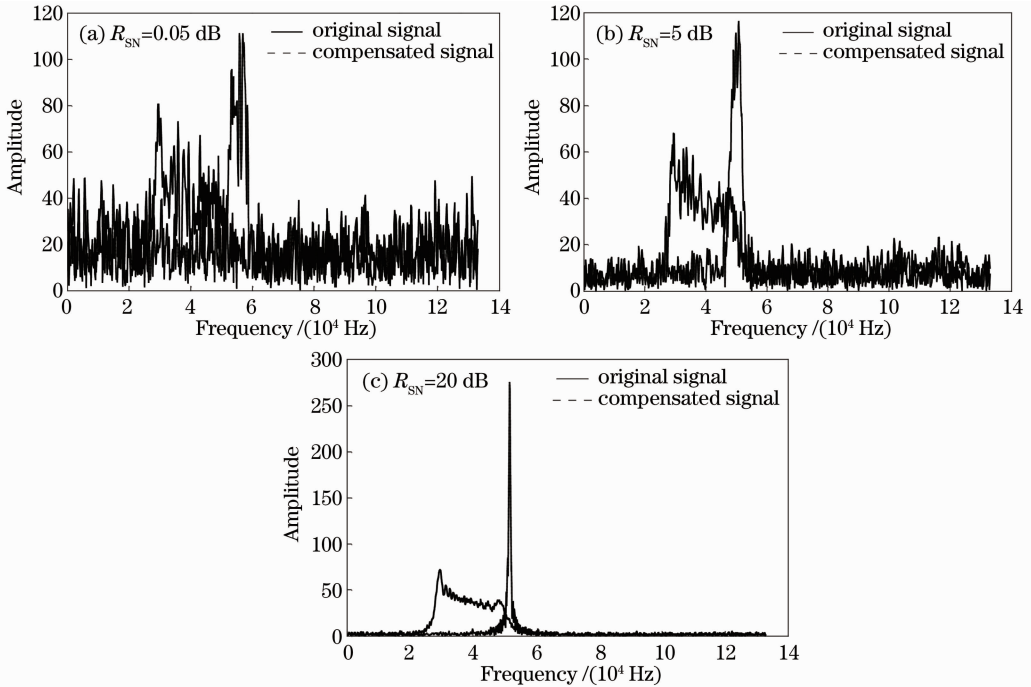 120
100
80
60
40
20
0
Amplitude
(a) R_SN=0.05 dB
original signal
compensated signal
0 2 4 6 8 10 12 14
Frequency /(10⁴ Hz)
120
100
80
60
40
20
0
Amplitude
(b) R_SN=5 dB
original signal
compensated signal
0 2 4 6 8 10 12 14
Frequency /(10⁴ Hz)
300
250
200
150
100
50
0
Amplitude
(c) R_SN=20 dB
original signal
compensated signal
0 2 4 6 8 10 12 14
Frequency /(10⁴ Hz)